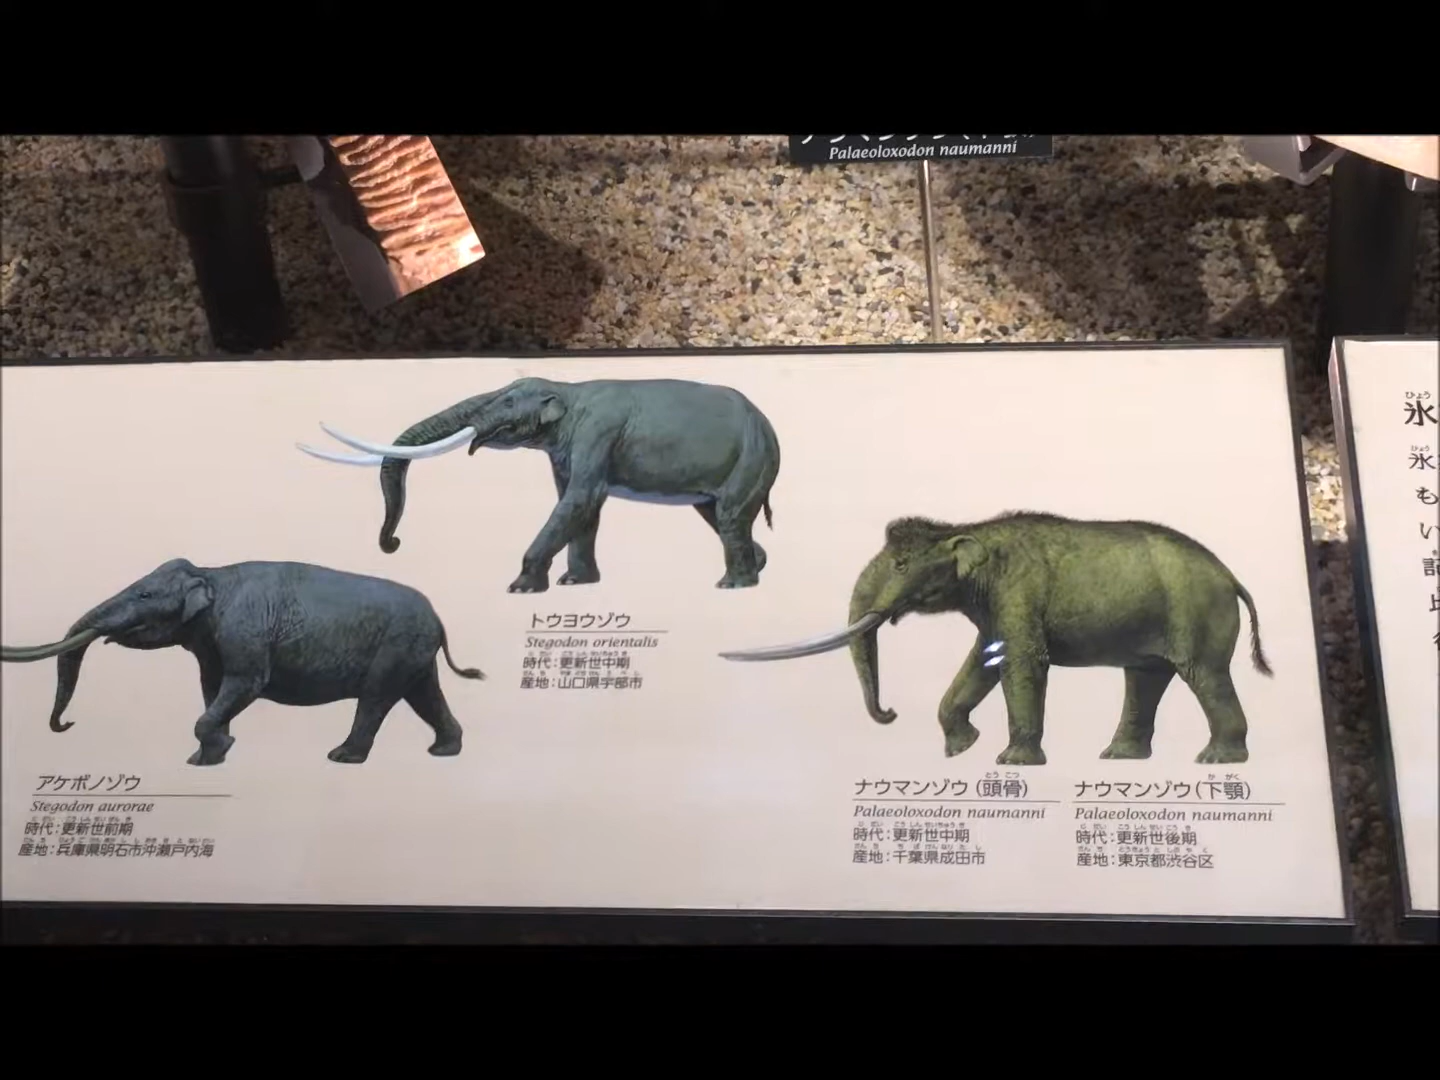 Palaeoloxodon naumanni
トウヨウゾウ
Stegodon orientalis
時代：更新世中期
産地：山口県宇部市
アケボノゾウ
Stegodon aurorae
時代：更新世前期
産地：兵庫県明石市沖瀬戸内海
ナウマンゾウ（頭骨）
Palaeoloxodon naumanni
時代：更新世中期
産地：千葉県成田市
ナウマンゾウ（下顎）
Palaeoloxodon naumanni
時代：更新世後期
産地：東京都渋谷区
氷
氷
も
い